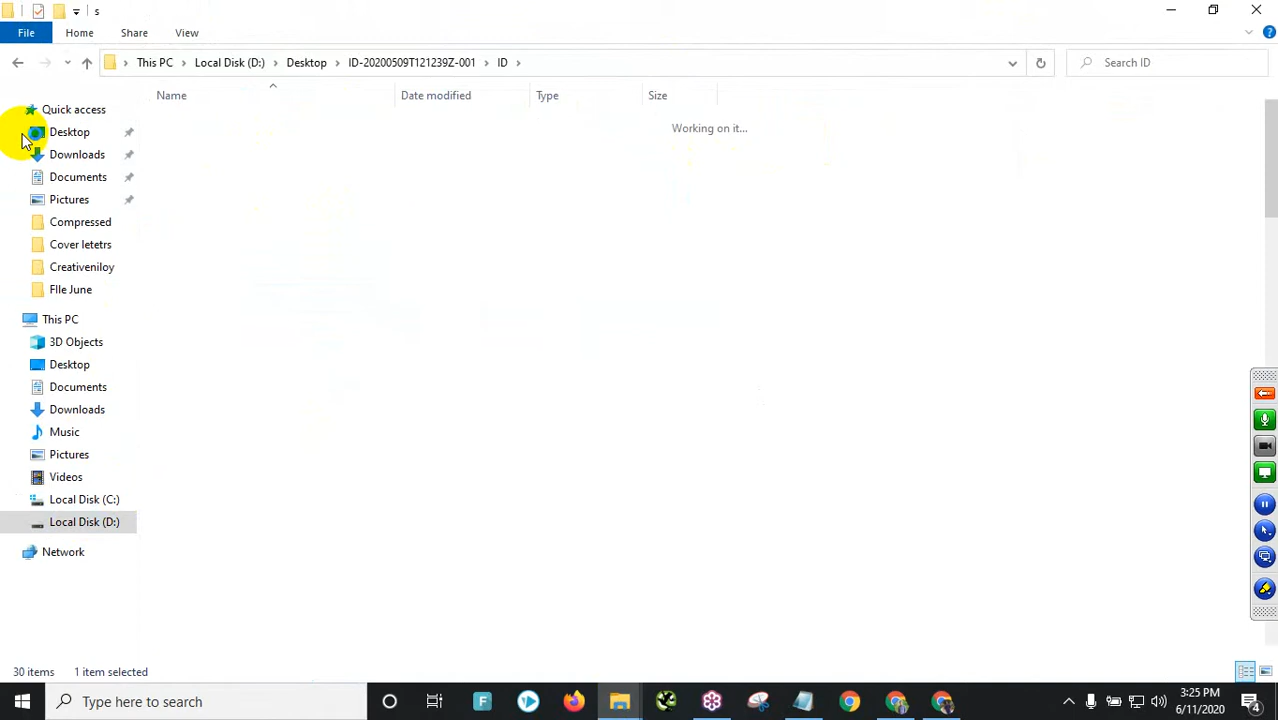 s
File Home Share View
This PC Local Disk (D:) Desktop ID-20200509T121239Z-001 ID Search ID
Name Date modified Type Size
Working on it...
Quick access
Desktop
Downloads
Documents
Pictures
Compressed
Cover letetrs
Creativeniloy
FIle June
This PC
3D Objects
Desktop
Documents
Downloads
Music
Pictures
Videos
Local Disk (C:)
Local Disk (D:)
Network
30 items 1 item selected
Type here to search
F
3:25 PM
6/11/2020
4